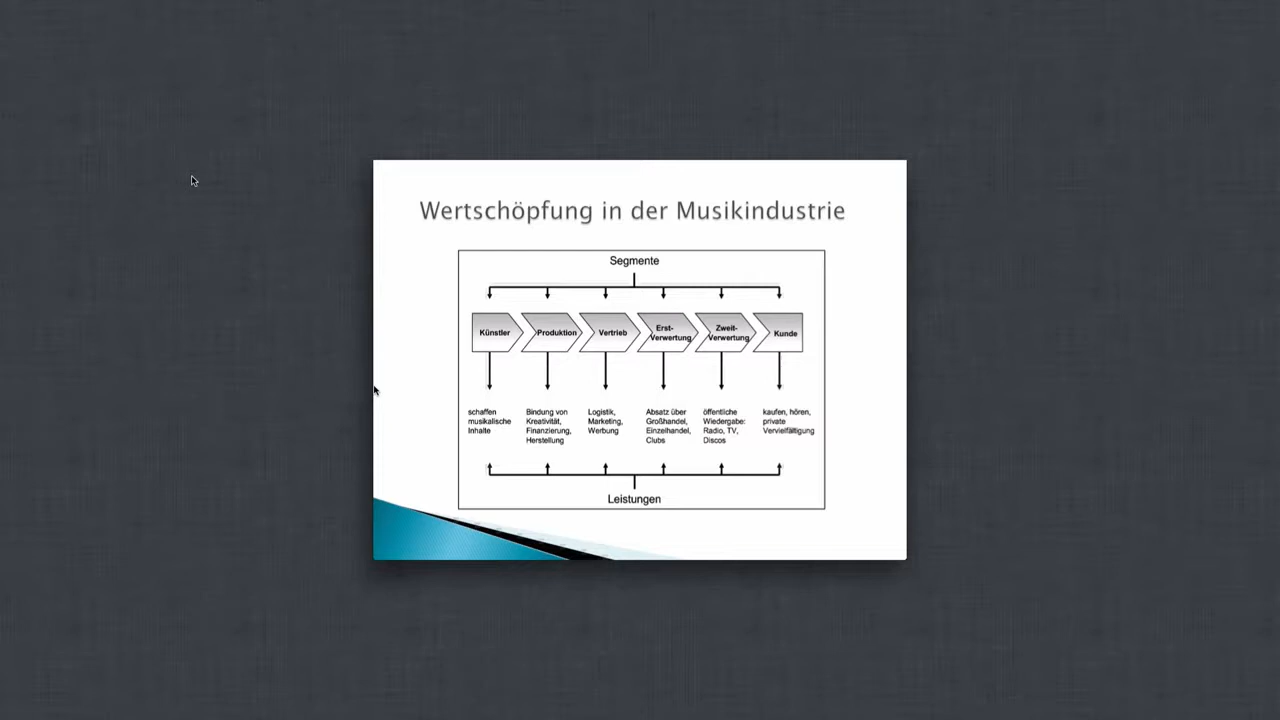 Wertschöpfung in der Musikindustrie
Segmente
Künstler
Produktion
Vertrieb
Erst-
Verwertung
Zweit-
Verwertung
Kunde
schaffen
musikalische
Inhalte
Bindung von
Kreativität,
Finanzierung,
Herstellung
Logistik,
Marketing,
Werbung
Absatz über
Großhandel,
Einzelhandel,
Clubs
öffentliche
Wiedergabe:
Radio, TV,
Discos
kaufen, hören,
private
Vervielfältigung
Leistungen